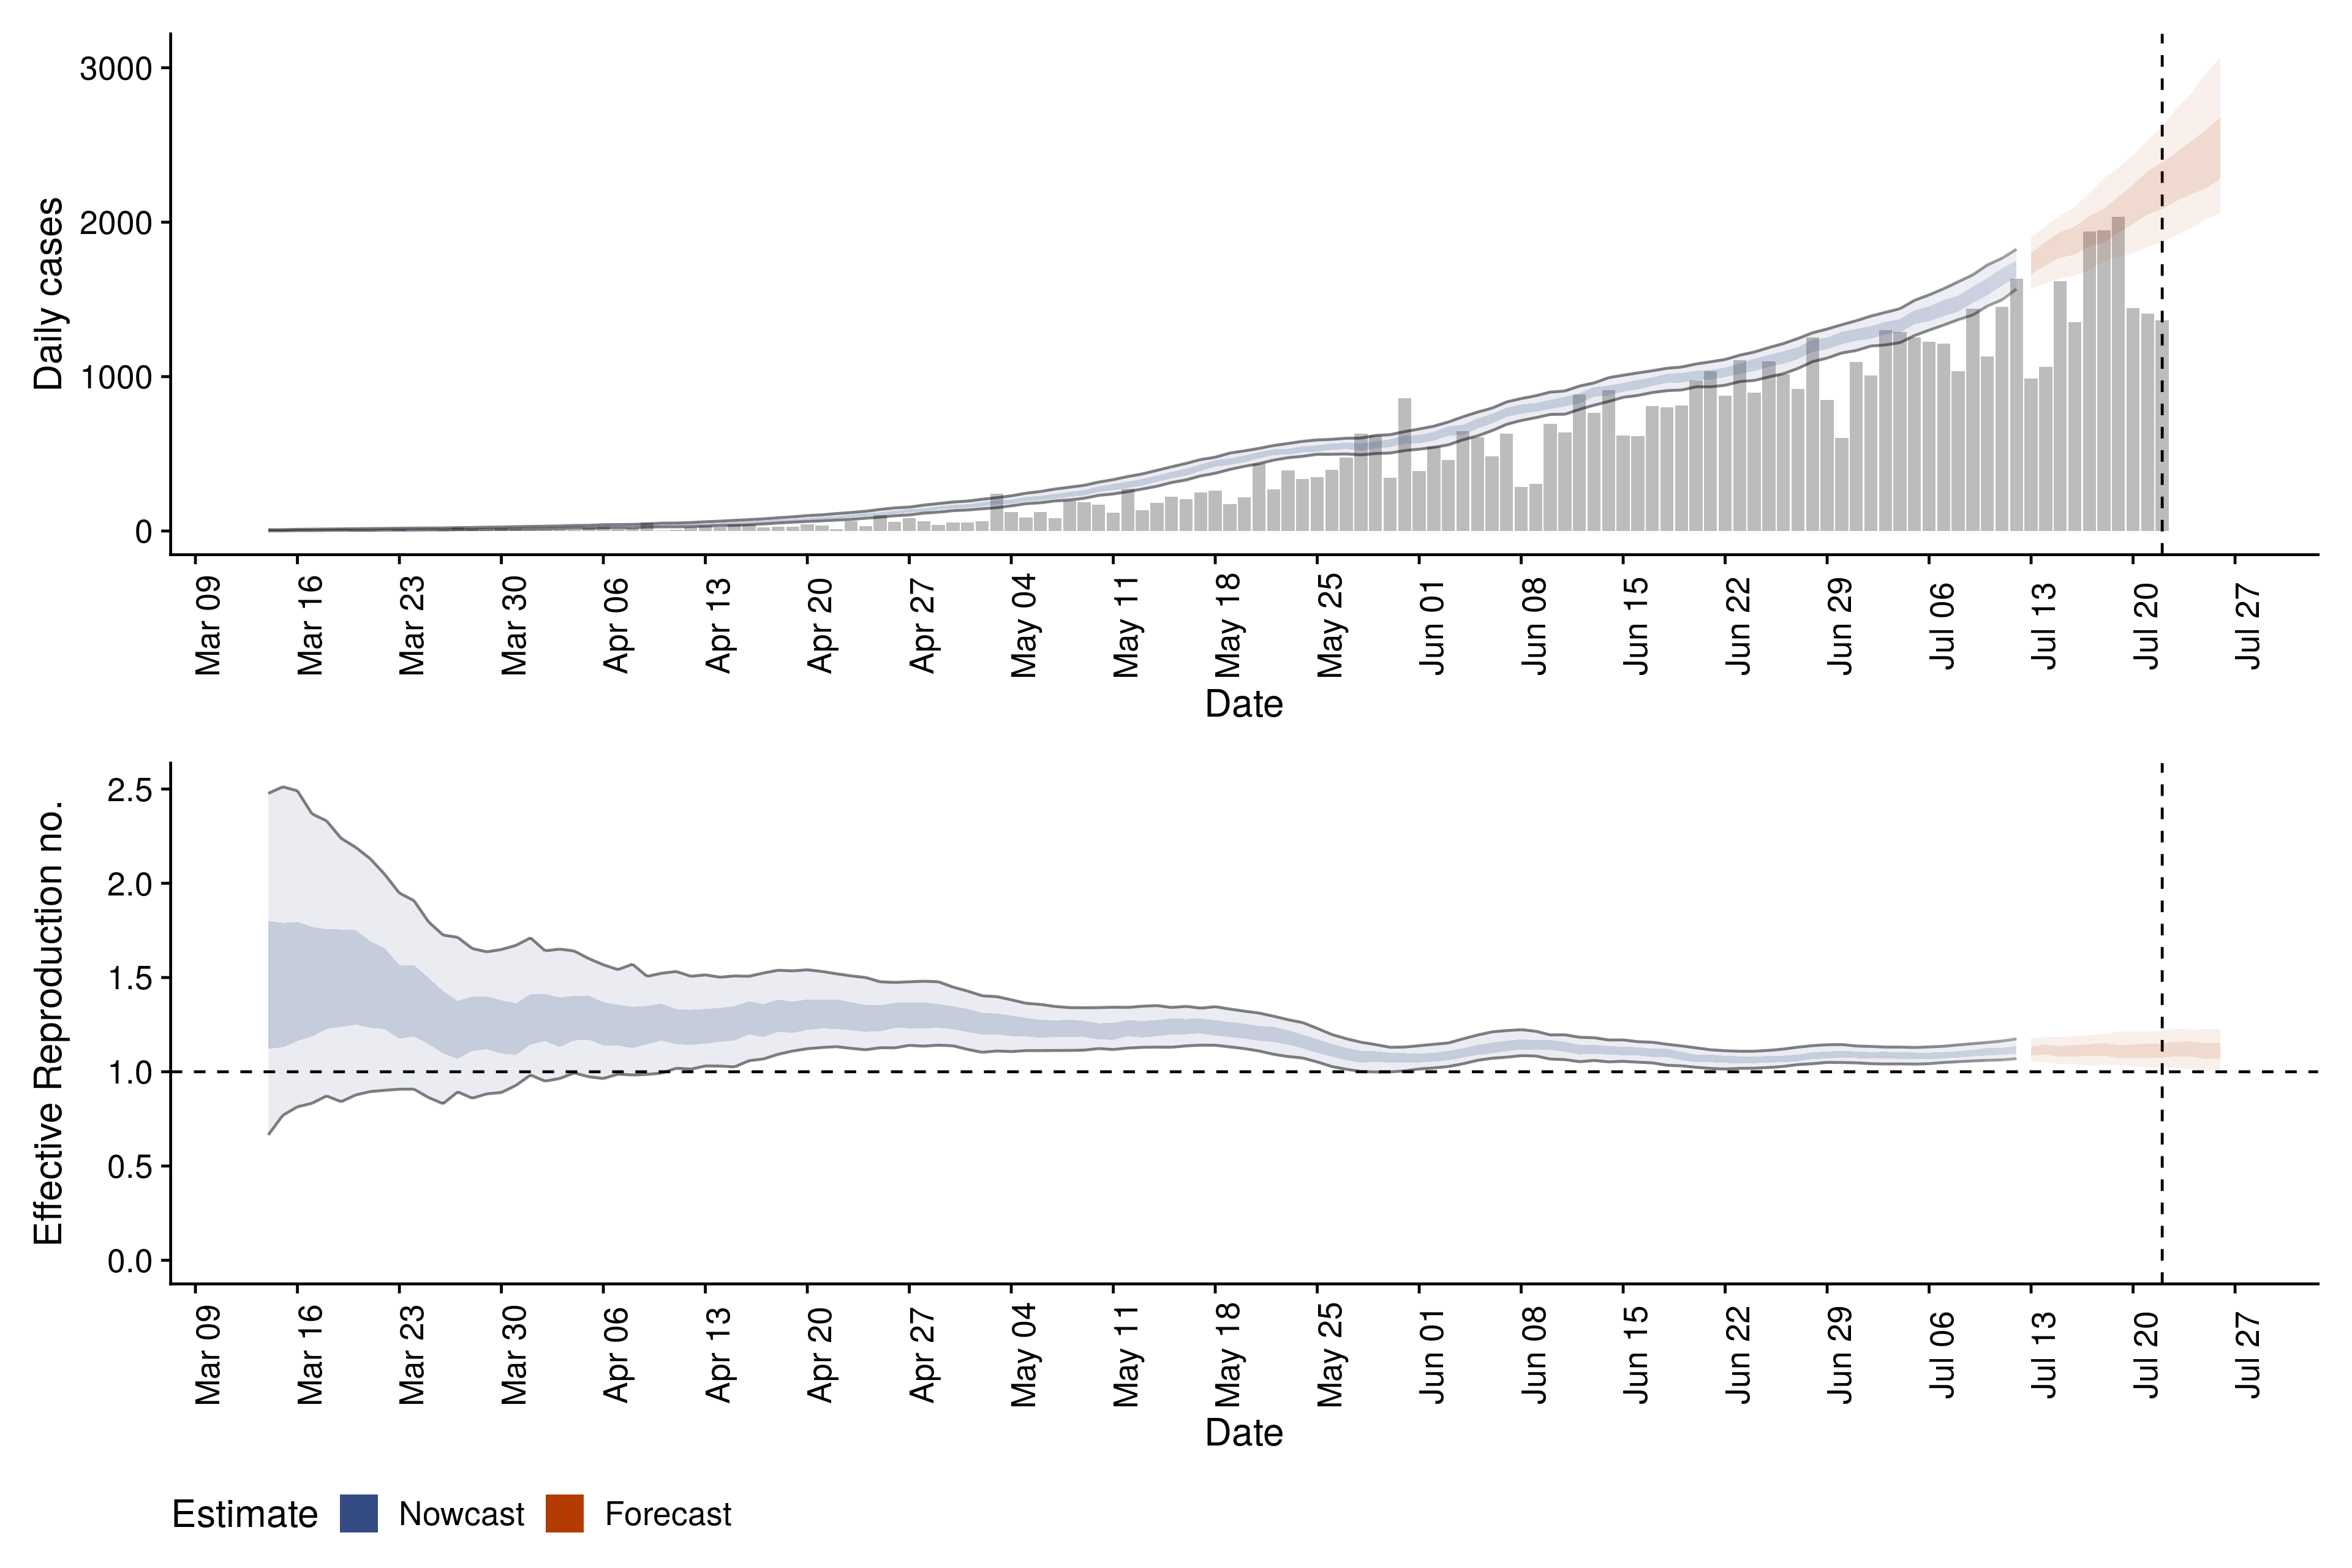 Daily cases
3000
2000
1000
0
Mar 09 Mar 16 Mar 23 Mar 30 Apr 06 Apr 13 Apr 20 Apr 27 May 04 May 11 May 18 May 25 Jun 01 Jun 08 Jun 15 Jun 22 Jun 29 Jul 06 Jul 13 Jul 20 Jul 27
Date
Effective Reproduction no.
2.5
2.0
1.5
1.0
0.5
0.0
Mar 09 Mar 16 Mar 23 Mar 30 Apr 06 Apr 13 Apr 20 Apr 27 May 04 May 11 May 18 May 25 Jun 01 Jun 08 Jun 15 Jun 22 Jun 29 Jul 06 Jul 13 Jul 20 Jul 27
Date
Estimate Nowcast Forecast